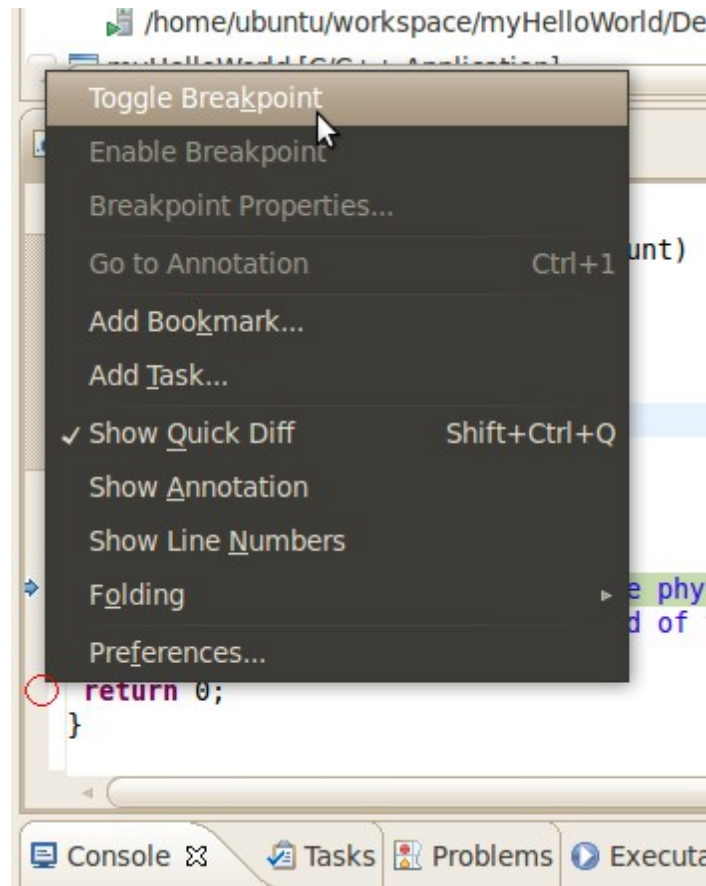 /home/ubuntu/workspace/myHelloWorld/De
myHelloWorld [C/C++ Application]
Toggle Breakpoint
Enable Breakpoint
Breakpoint Properties...
Go to Annotation Ctrl+1
unt)
Add Bookmark...
Add Task...
Show Quick Diff Shift+Ctrl+Q
Show Annotation
Show Line Numbers
Folding
e phy
d of
Preferences...
return 0;
}
Console Tasks Problems Executa